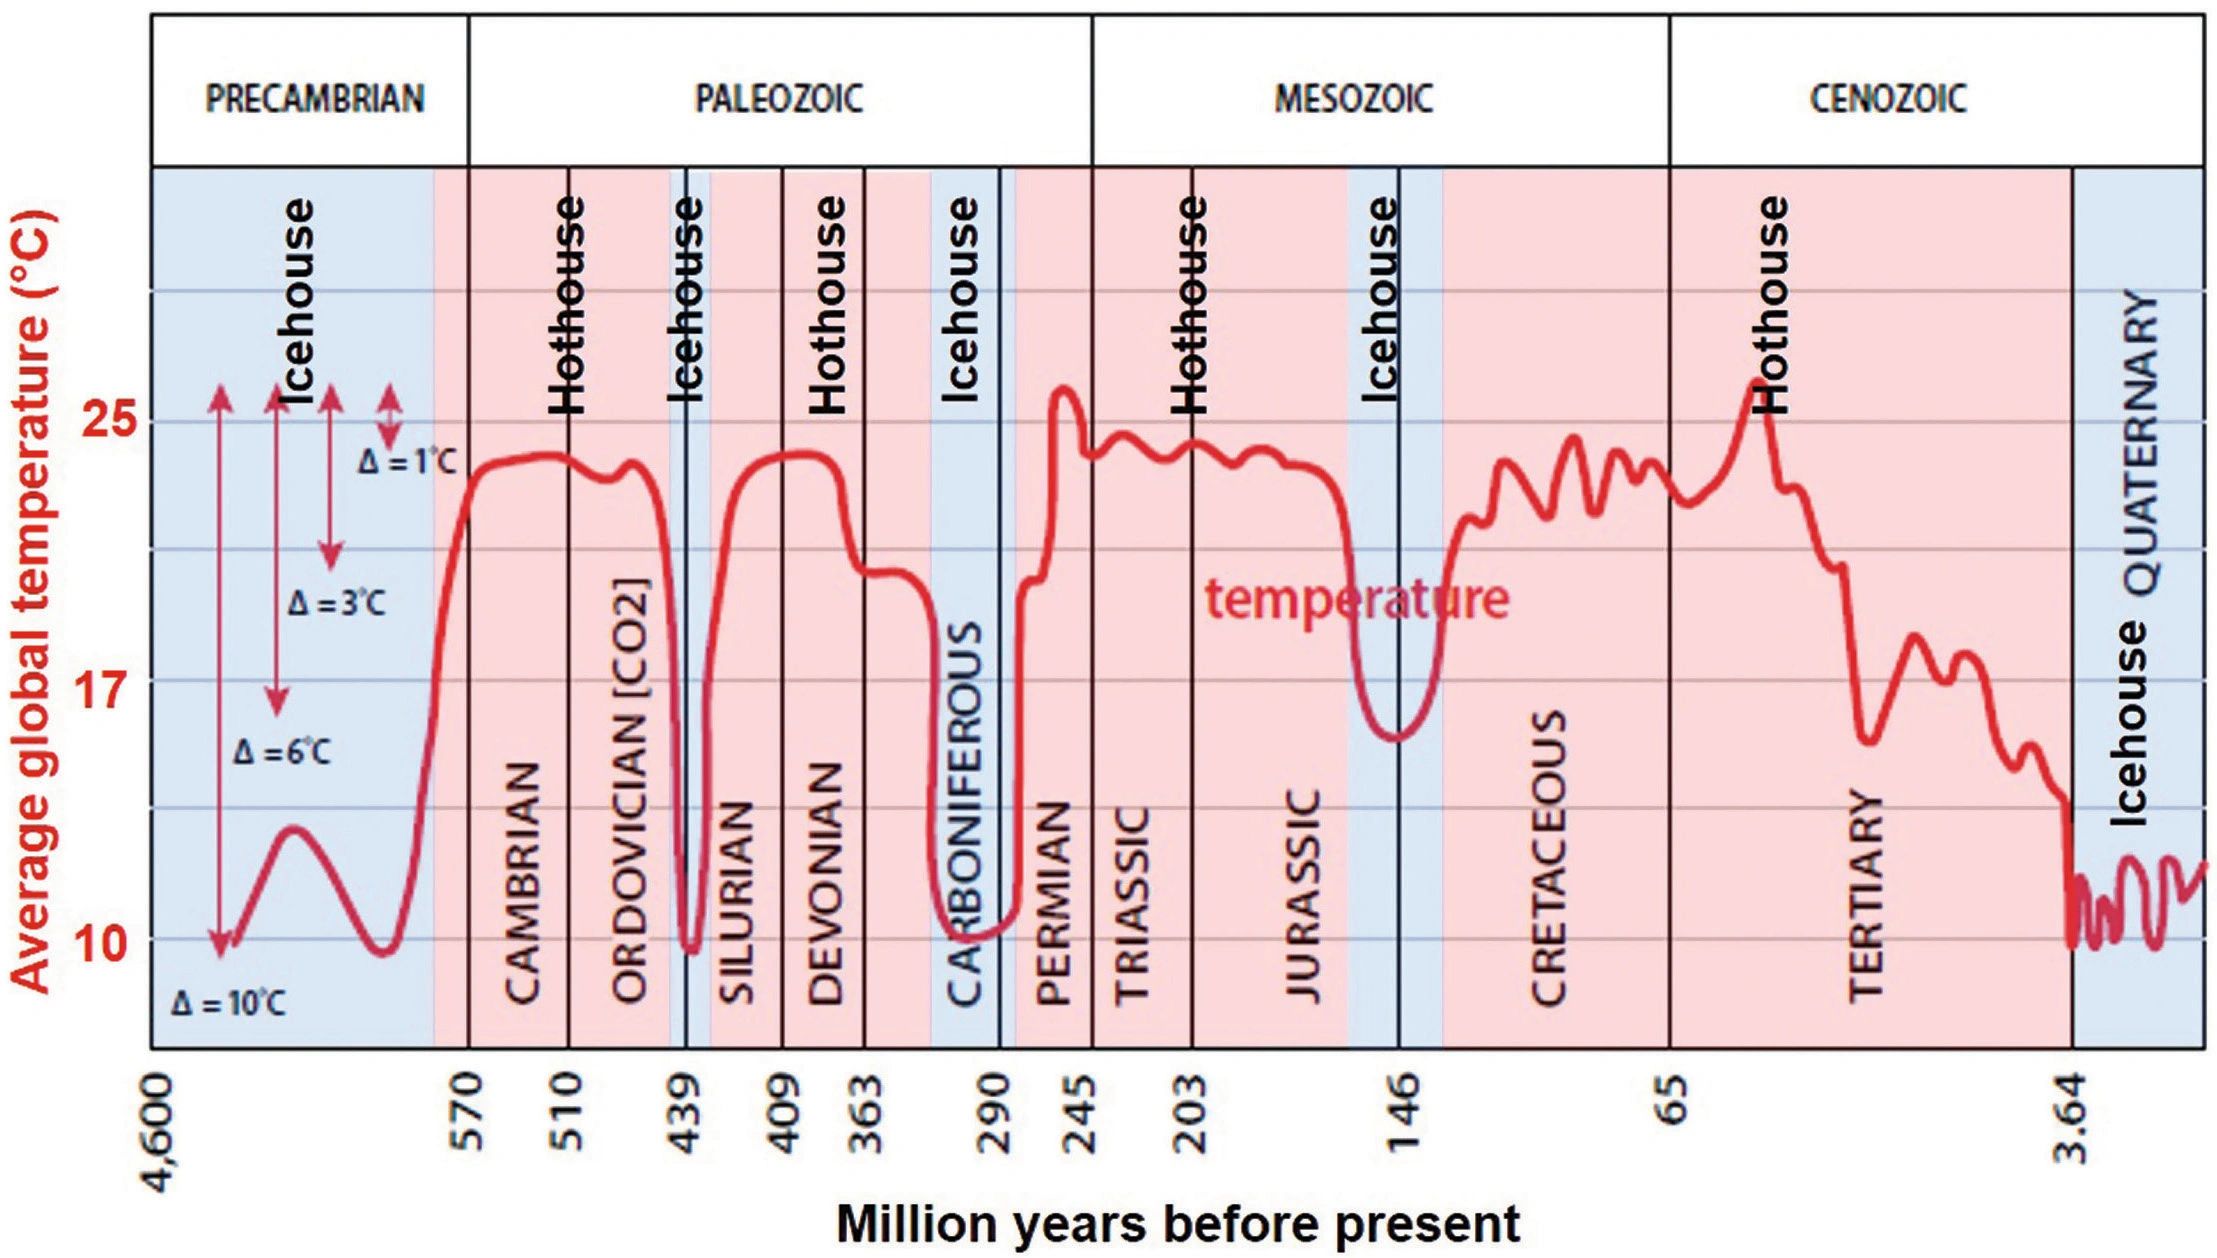 PRECAMBRIAN
PALEOZOIC
MESOZOIC
CENOZOIC
Average global temperature (°C)
25
17
10
Icehouse
Hothouse
Icehouse
Hothouse
Icehouse
Hothouse
Icehouse
Hothouse
Icehouse
QUATERNARY
Δ = 1°C
Δ = 3°C
Δ = 6°C
Δ = 10°C
temperature
CAMBRIAN
ORDOVICIAN [CO2]
SILURIAN
DEVONIAN
CARBONIFEROUS
PERMIAN
TRIASSIC
JURASSIC
CRETACEOUS
TERTIARY
4,600
570
510
439
409
363
290
245
203
146
65
3.64
Million years before present